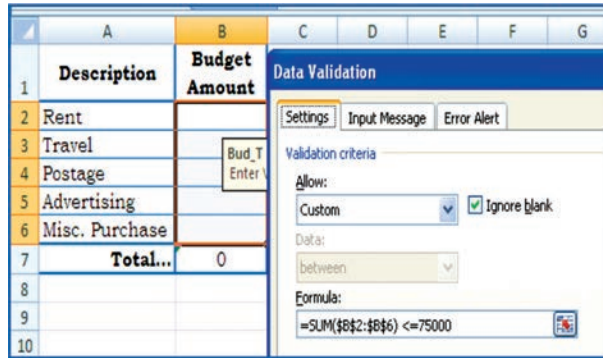 A B C D E F G
1 Description Budget Amount
Data Validation
Settings Input Message Error Alert
2 Rent
3 Travel
Validation criteria
Bud_T
4 Postage
Enter
Allow:
5 Advertising
Custom
Ignore blank
6 Misc. Purchase
Data:
7 Total... 0
between
8
Formula:
9
=SUM($B$2:$B$6) <=75000
10